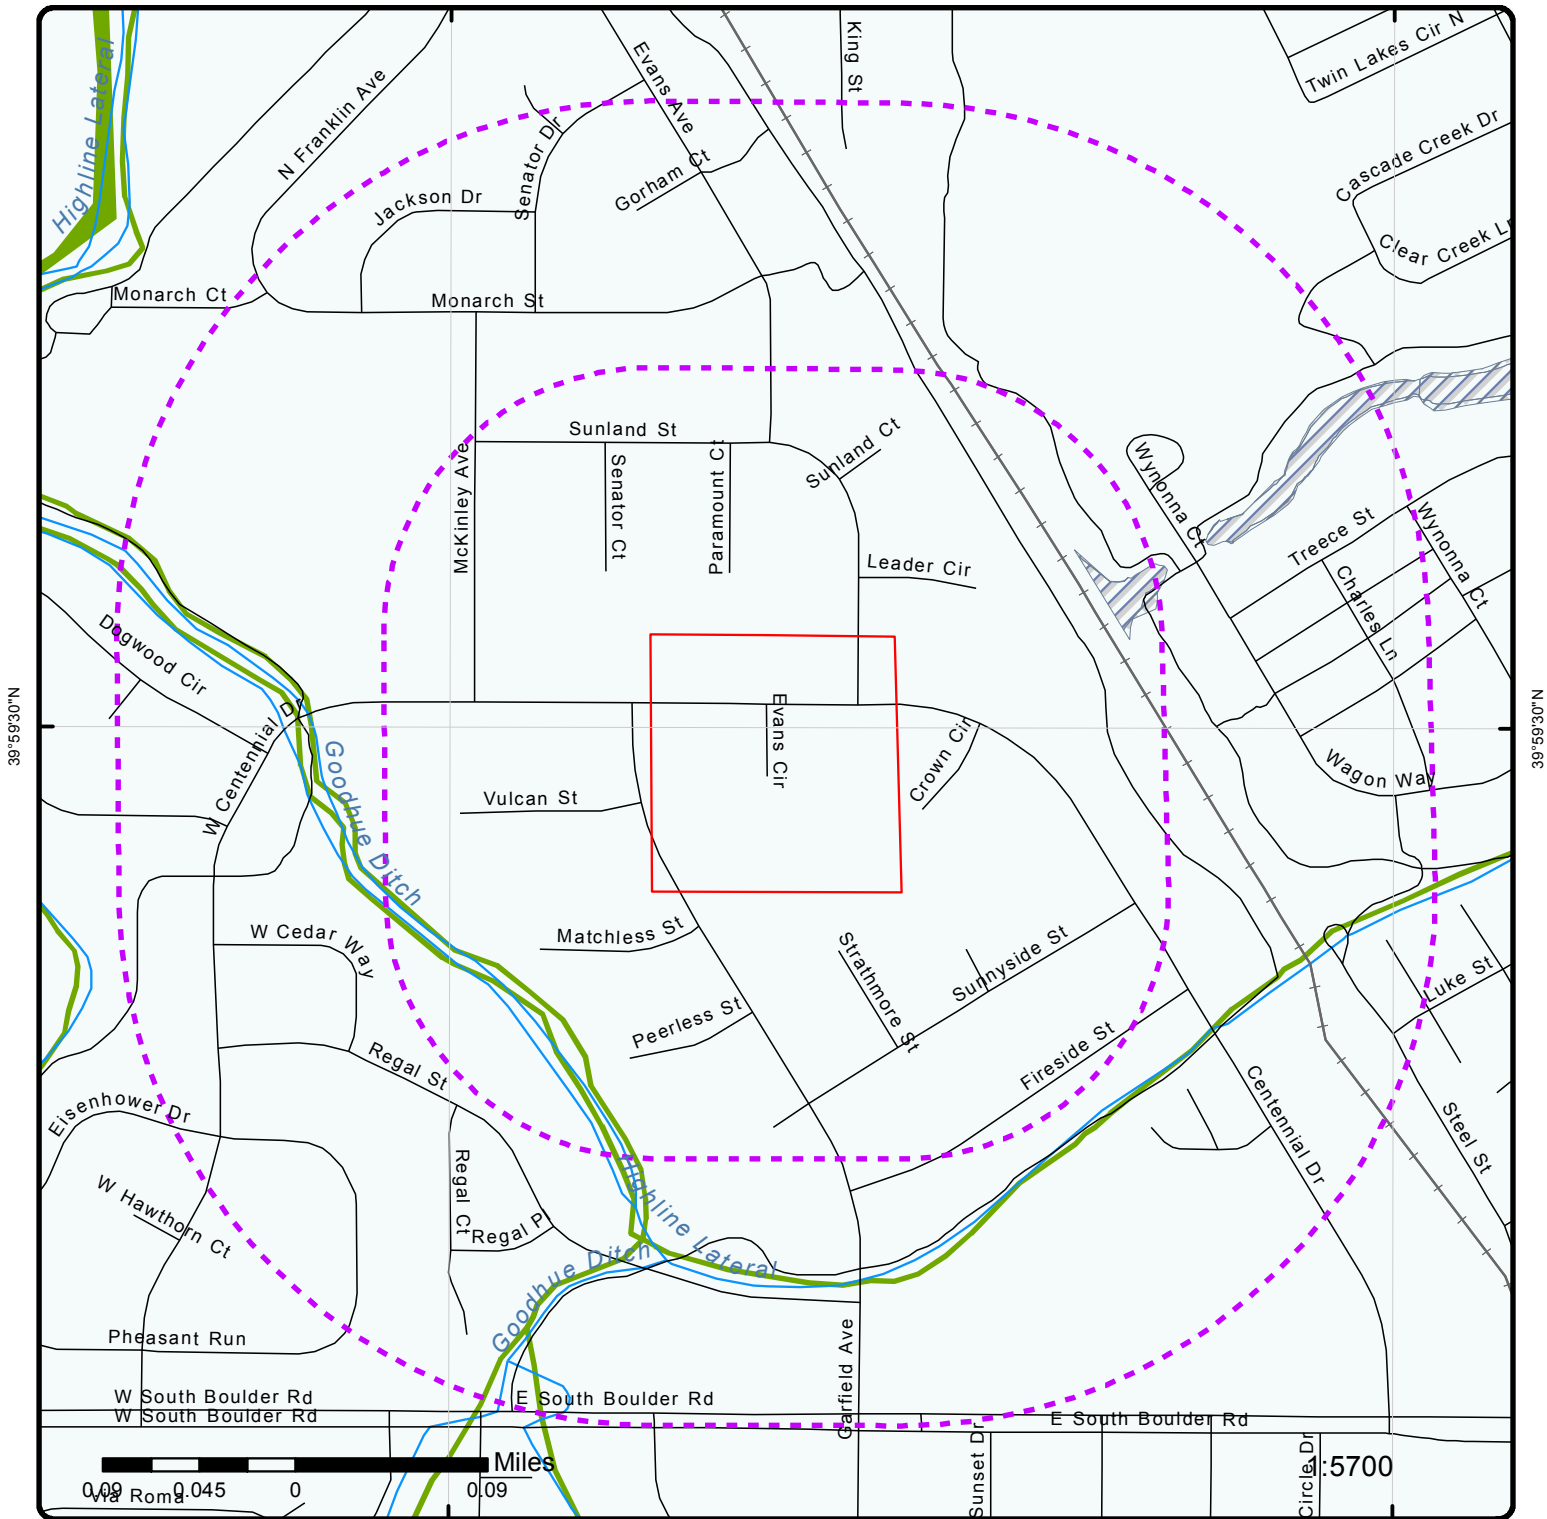 Highline Lateral
N Franklin Ave
Evans Ave
King St
Twin Lakes Cir N
Cascade Creek Dr
Clear Creek Ln
Senator Dr
Gorham Ct
Jackson Dr
Monarch Ct
Monarch St
Sunland St
Sunland Ct
McKinley Ave
Senator Ct
Paramount Ct
Leader Cir
Wynonna Ct
Treece St
Wynonna Ct
Charles Ln
Dogwood Cir
W Centennial Dr
Goodhue Ditch
39°59'30"N
39°59'30"N
Evans Cir
Crown Cir
Wagon Way
Vulcan St
W Cedar Way
Matchless St
Strathmore St
Sunnyside St
Luke St
Peerless St
Fireside St
Regal St
Eisenhower Dr
Centennial Dr
Steel St
W Hawthorn Ct
Regal Ct
Regal Pl
Highline Lateral
Goodhue Ditch
Pheasant Run
Garfield Ave
W South Boulder Rd
W South Boulder Rd
E South Boulder Rd
E South Boulder Rd
Sunset Dr
Circle Dr
Miles
1:5700
0.09 0.045 0 0.09
Via Roma